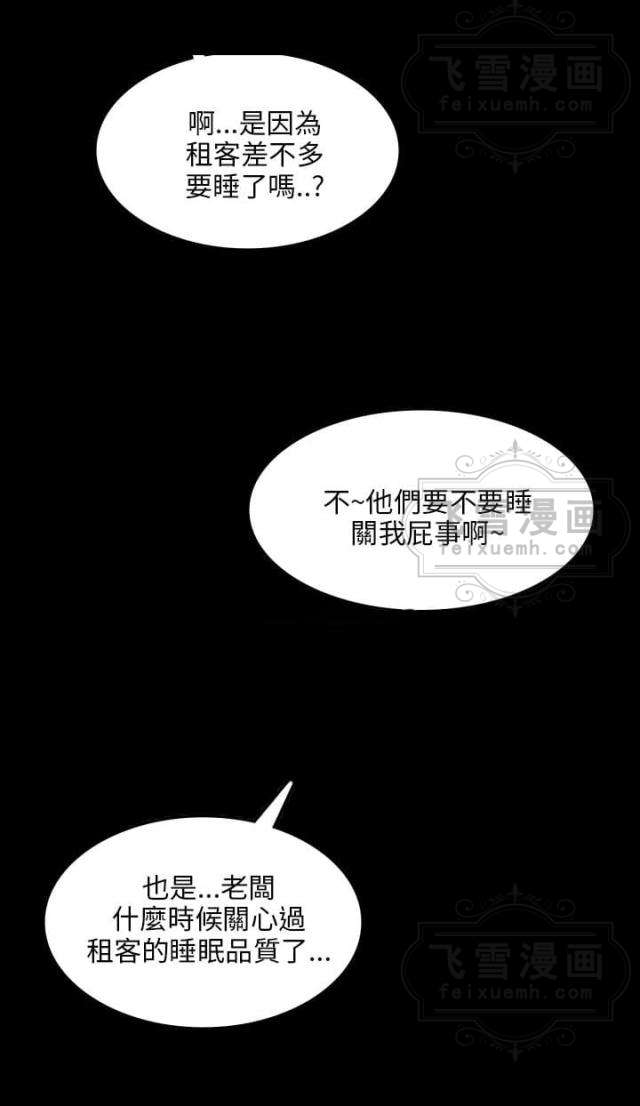 飞雪漫画
feixuemh.com
啊...是因為
租客差不多
要睡了嗎..?
不~他們要不要睡
關我屁事啊~
飞雪漫画
feixuemh.com
也是...老闆
什麼時候關心過
租客的睡眠品質了...
飞雪漫画
feixuemh.com